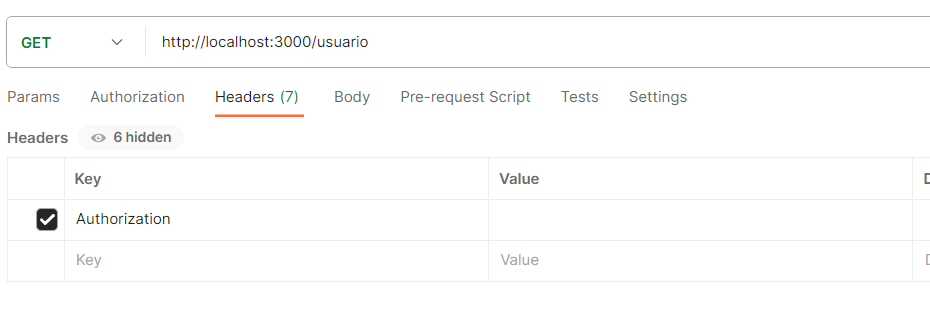 GET http://localhost:3000/usuario
Params Authorization Headers (7) Body Pre-request Script Tests Settings
Headers 6 hidden
Key Value D
Authorization
Key Value D